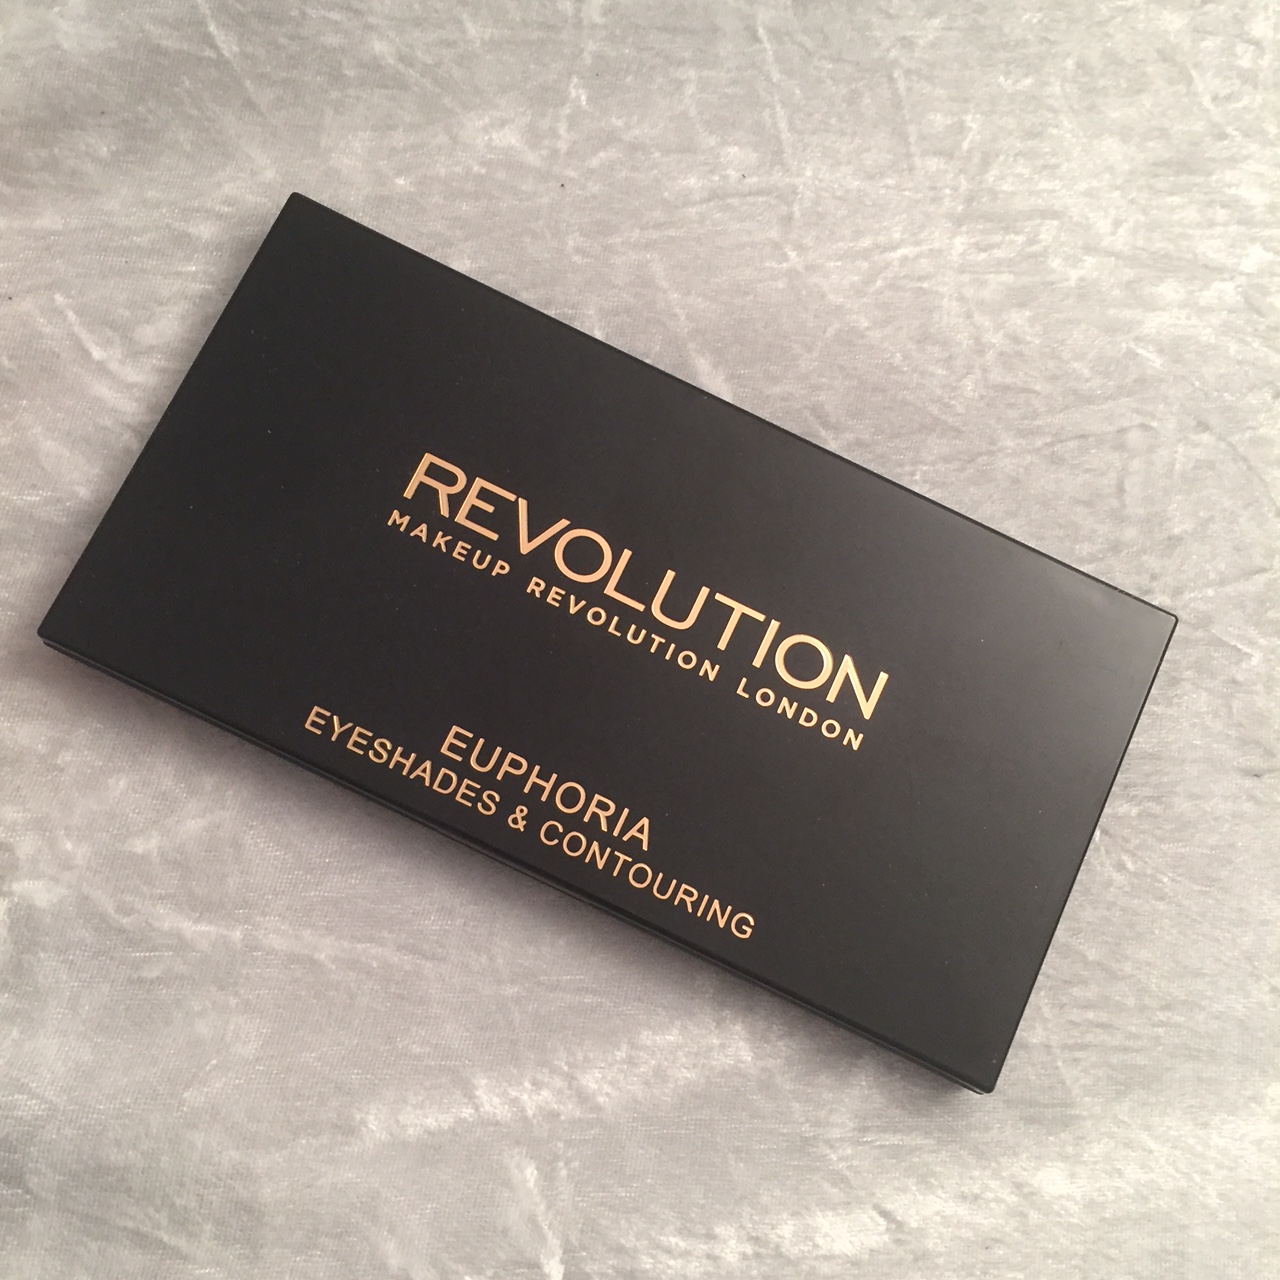 REVOLUTION
MAKEUP REVOLUTION LONDON
EUPHORIA
EYESHADES & CONTOURING